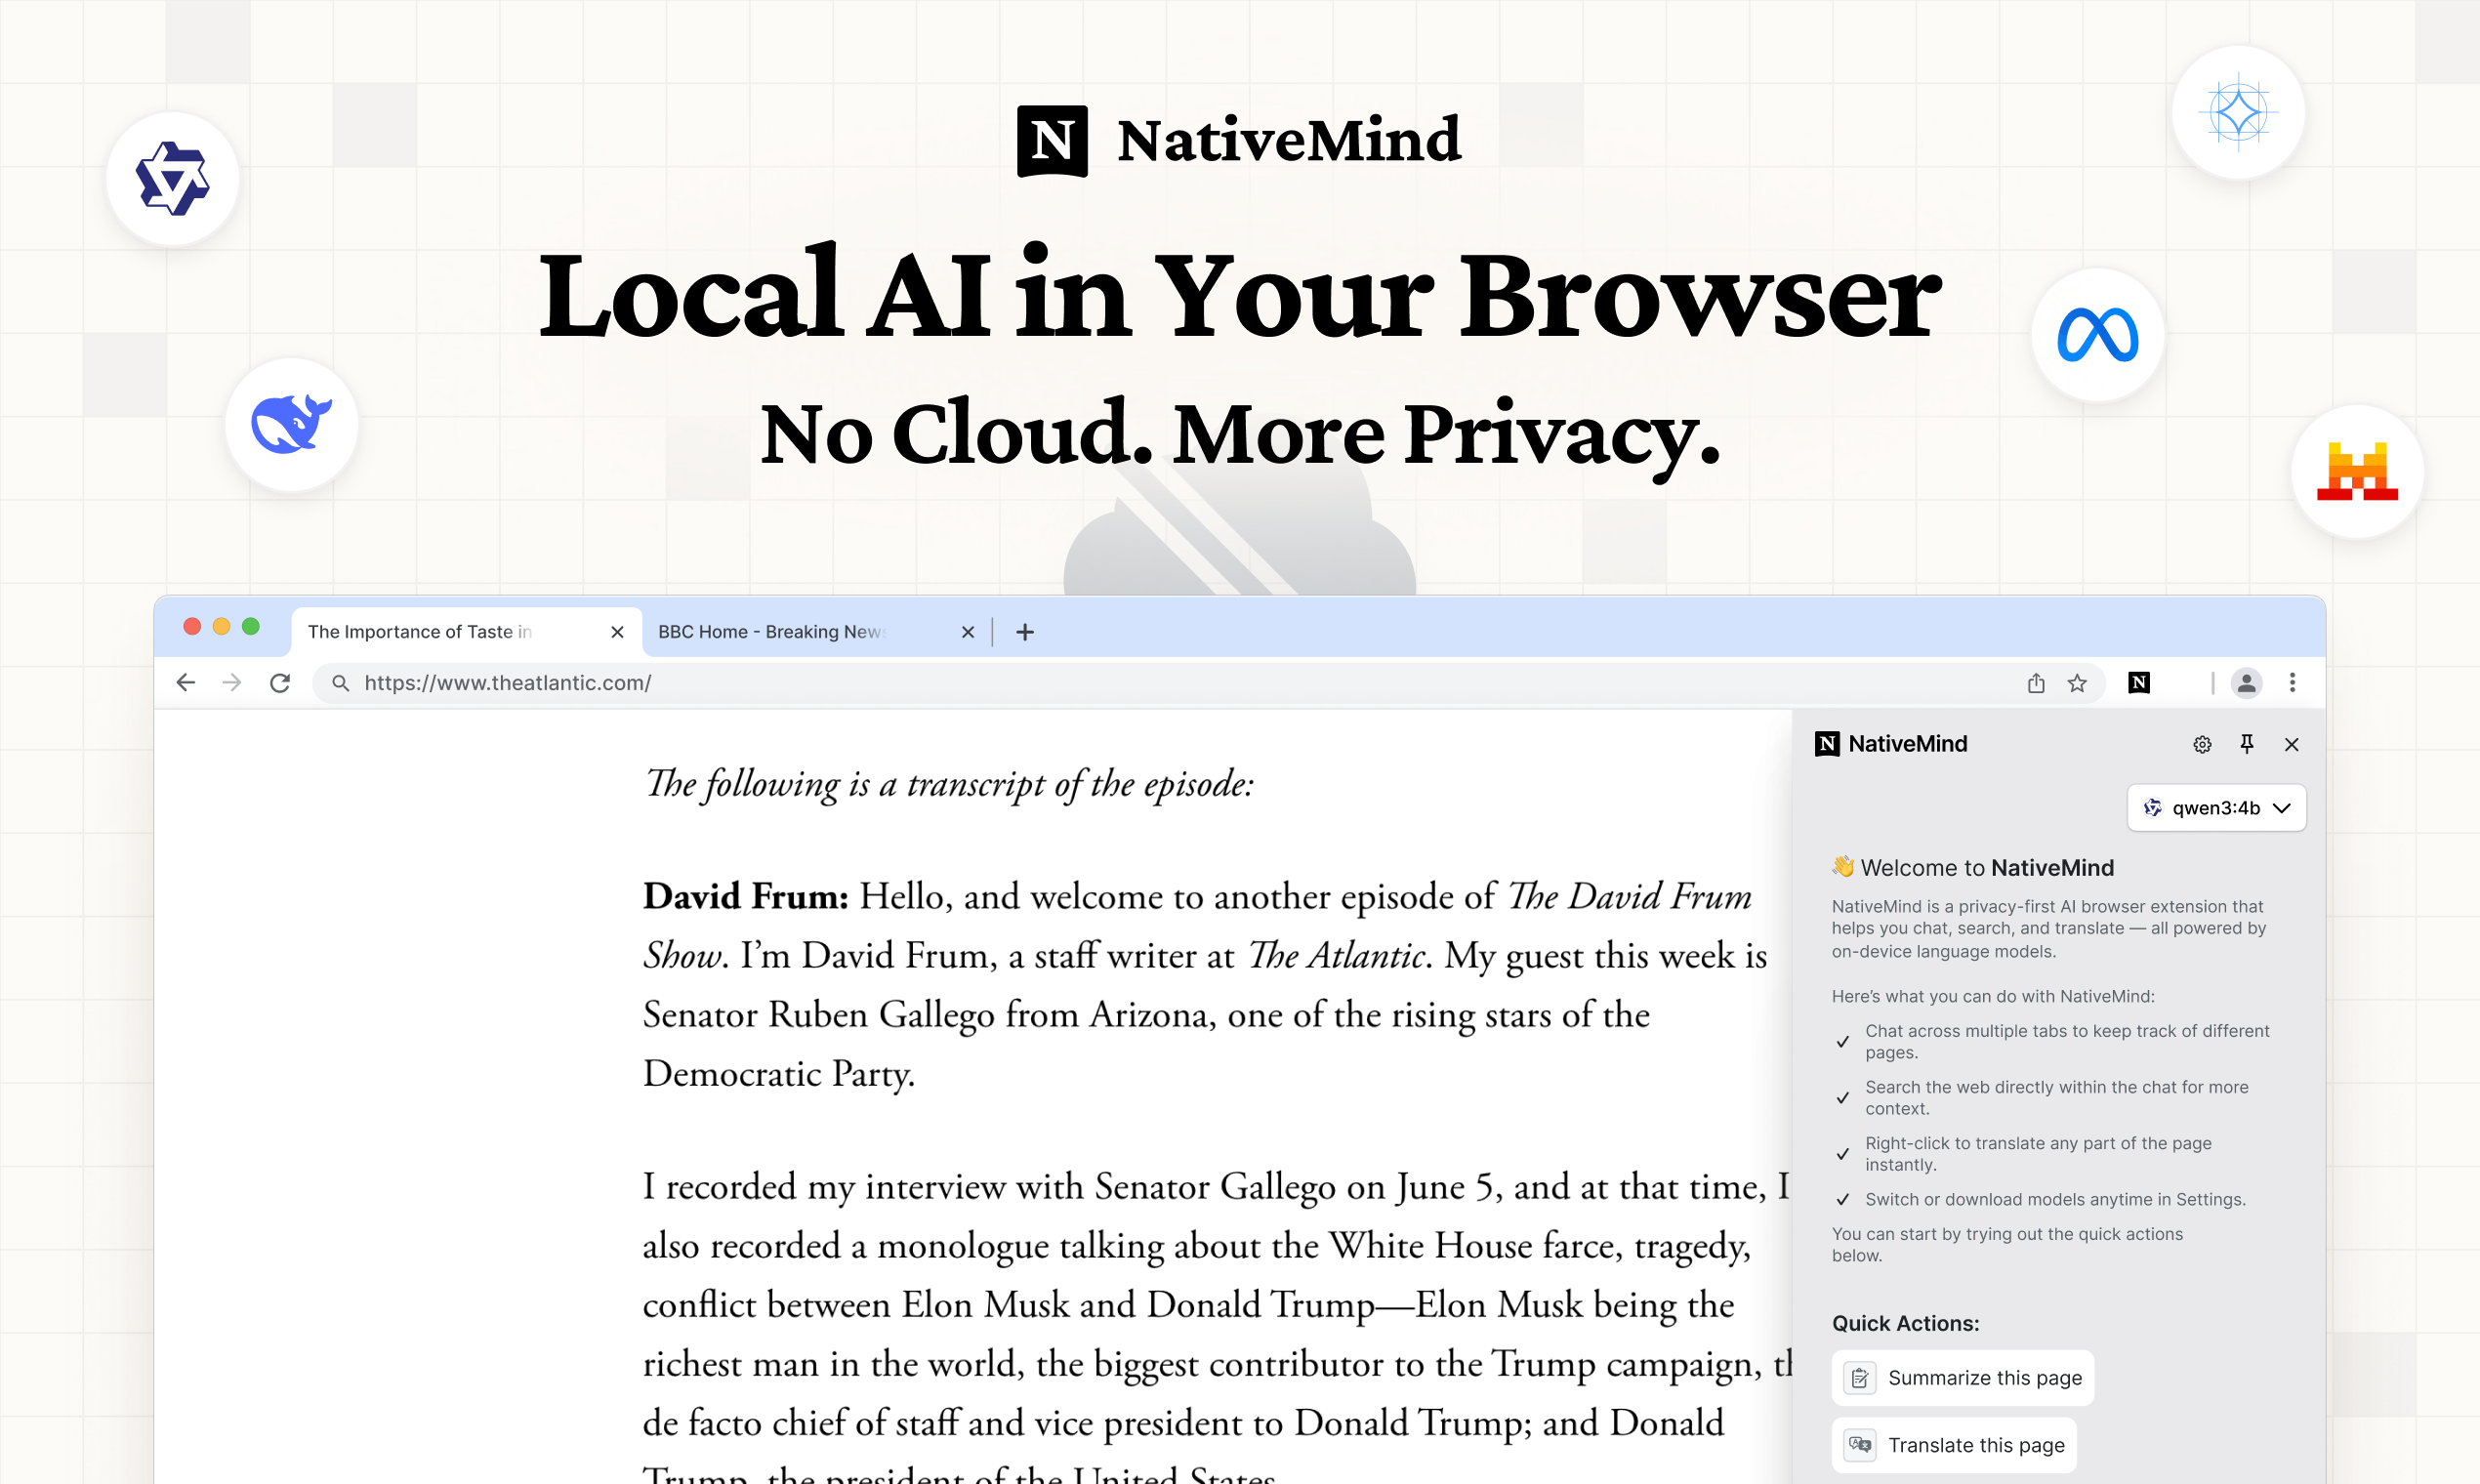 N NativeMind
Local AI in Your Browser
No Cloud. More Privacy.
The Importance of Taste in
BBC Home - Breaking News
https://www.theatlantic.com/
N
N NativeMind
qwen3:4b
The following is a transcript of the episode:
David Frum: Hello, and welcome to another episode of The David Frum
Show. I’m David Frum, a staff writer at The Atlantic. My guest this week is
Senator Ruben Gallego from Arizona, one of the rising stars of the
Democratic Party.
I recorded my interview with Senator Gallego on June 5, and at that time, I
also recorded a monologue talking about the White House farce, tragedy,
conflict between Elon Musk and Donald Trump—Elon Musk being the
richest man in the world, the biggest contributor to the Trump campaign, th
de facto chief of staff and vice president to Donald Trump; and Donald
Trump, the president of the United States.
👋 Welcome to NativeMind
NativeMind is a privacy-first AI browser extension that
helps you chat, search, and translate — all powered by
on-device language models.
Here’s what you can do with NativeMind:
Chat across multiple tabs to keep track of different
pages.
Search the web directly within the chat for more
context.
Right-click to translate any part of the page
instantly.
Switch or download models anytime in Settings.
You can start by trying out the quick actions
below.
Quick Actions:
Summarize this page
Translate this page